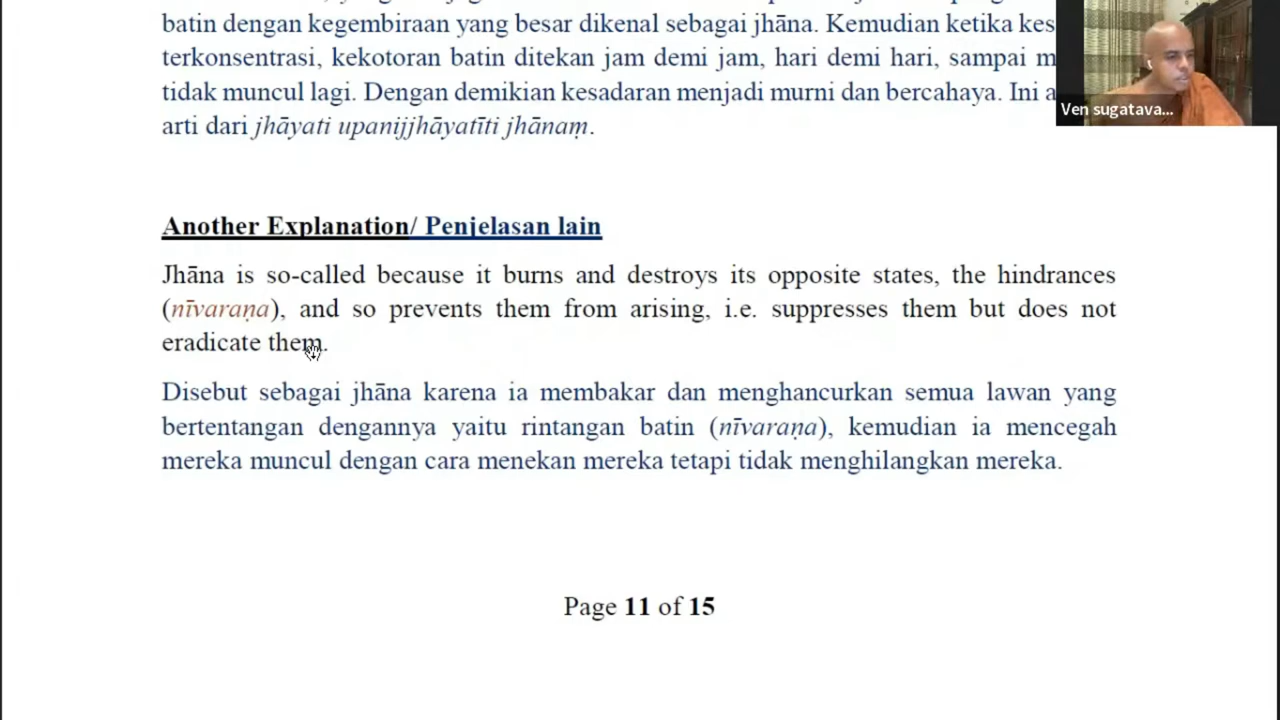 batin dengan kegembiraan yang besar dikenal sebagai jhāna. Kemudian ketika kes
terkonsentrasi, kekotoran batin ditekan jam demi jam, hari demi hari, sampai m
tidak muncul lagi. Dengan demikian kesadaran menjadi murni dan bercahaya. Ini a
arti dari jhāyati upanijjhāyatīti jhānaṃ.
Ven sugatava...
Another Explanation/ Penjelasan lain
Jhāna is so-called because it burns and destroys its opposite states, the hindrances
(nīvaraṇa), and so prevents them from arising, i.e. suppresses them but does not
eradicate them.
Disebut sebagai jhāna karena ia membakar dan menghancurkan semua lawan yang
bertentangan dengannya yaitu rintangan batin (nīvaraṇa), kemudian ia mencegah
mereka muncul dengan cara menekan mereka tetapi tidak menghilangkan mereka.
Page 11 of 15